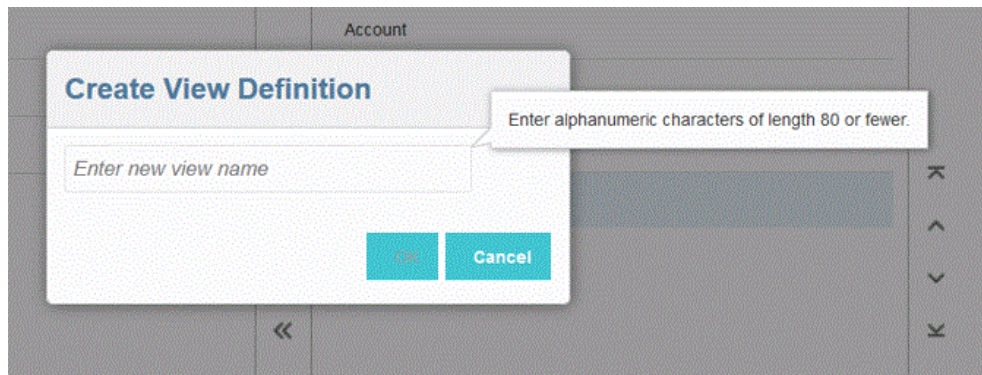 Account
Create View Definition
Enter alphanumeric characters of length 80 or fewer.
Enter new view name
OK
Cancel